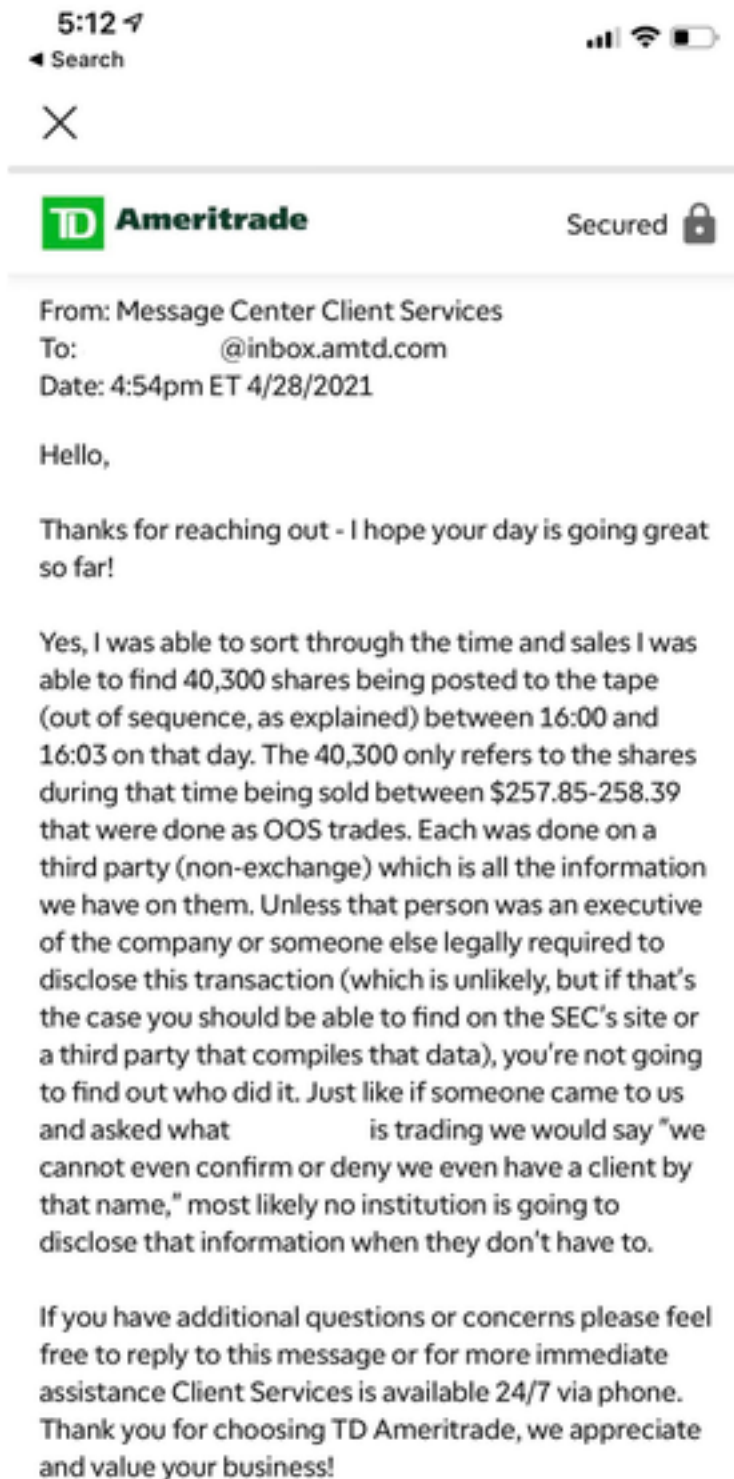 5:12
◀ Search
TD Ameritrade
Secured
From: Message Center Client Services
To: @inbox.amtd.com
Date: 4:54pm ET 4/28/2021
Hello,
Thanks for reaching out - I hope your day is going great
so far!
Yes, I was able to sort through the time and sales I was
able to find 40,300 shares being posted to the tape
(out of sequence, as explained) between 16:00 and
16:03 on that day. The 40,300 only refers to the shares
during that time being sold between $257.85-258.39
that were done as OOS trades. Each was done on a
third party (non-exchange) which is all the information
we have on them. Unless that person was an executive
of the company or someone else legally required to
disclose this transaction (which is unlikely, but if that's
the case you should be able to find on the SEC's site or
a third party that compiles that data), you're not going
to find out who did it. Just like if someone came to us
and asked what is trading we would say "we
cannot even confirm or deny we even have a client by
that name," most likely no institution is going to
disclose that information when they don't have to.
If you have additional questions or concerns please feel
free to reply to this message or for more immediate
assistance Client Services is available 24/7 via phone.
Thank you for choosing TD Ameritrade, we appreciate
and value your business!